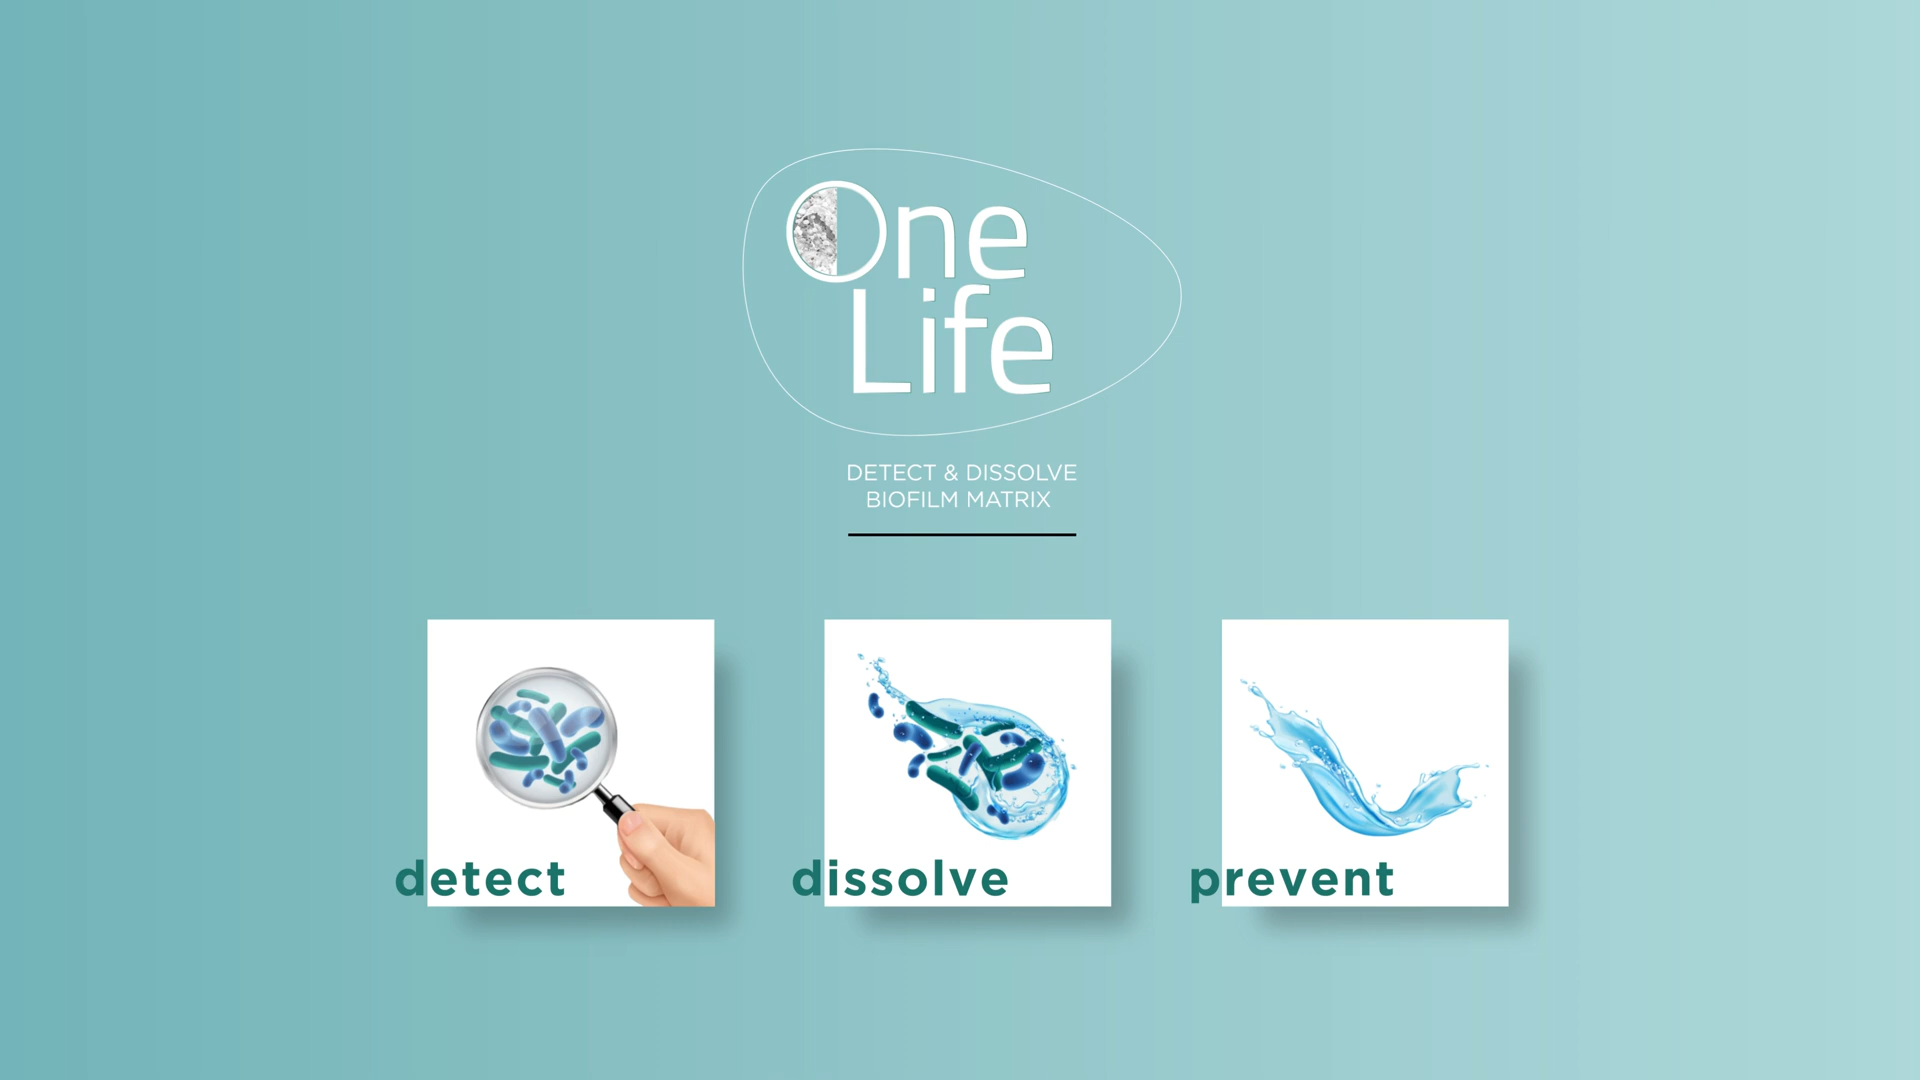 One
Life
DETECT & DISSOLVE
BIOFILM MATRIX
detect
dissolve
prevent